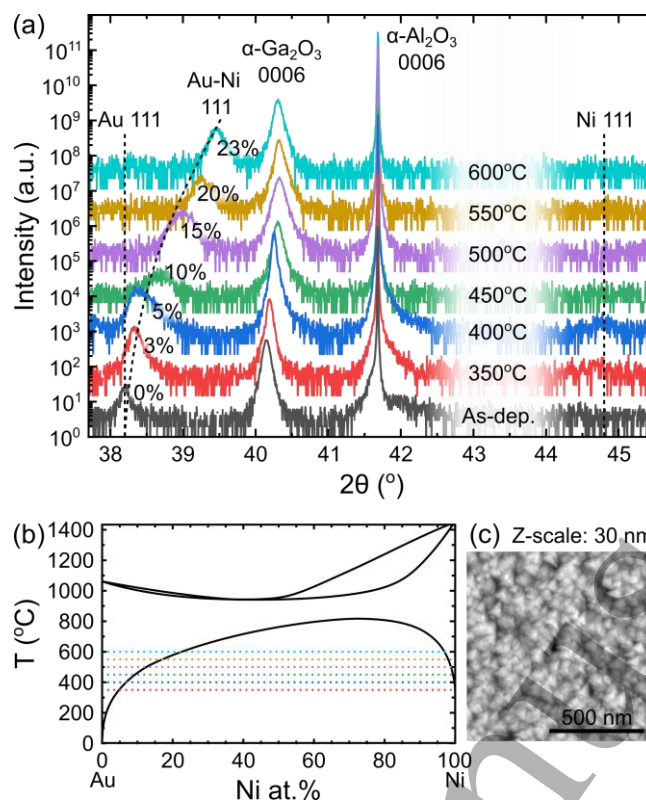 (a)
α-Ga₂O₃
0006
α-Al₂O₃
0006
Au-Ni
111
Au 111
Ni 111
10¹¹
10¹⁰
10⁹
10⁸
10⁷
10⁶
10⁵
10⁴
10³
10²
10¹
10⁰
Intensity (a.u.)
23%
20%
15%
10%
5%
3%
0%
600°C
550°C
500°C
450°C
400°C
350°C
As-dep.
38 39 40 41 42 43 44 45
2θ (°)
(b)
1400
1200
1000
800
600
400
200
0
T (°C)
0 20 40 60 80 100
Au Ni at.% Ni
(c) Z-scale: 30 nm
500 nm